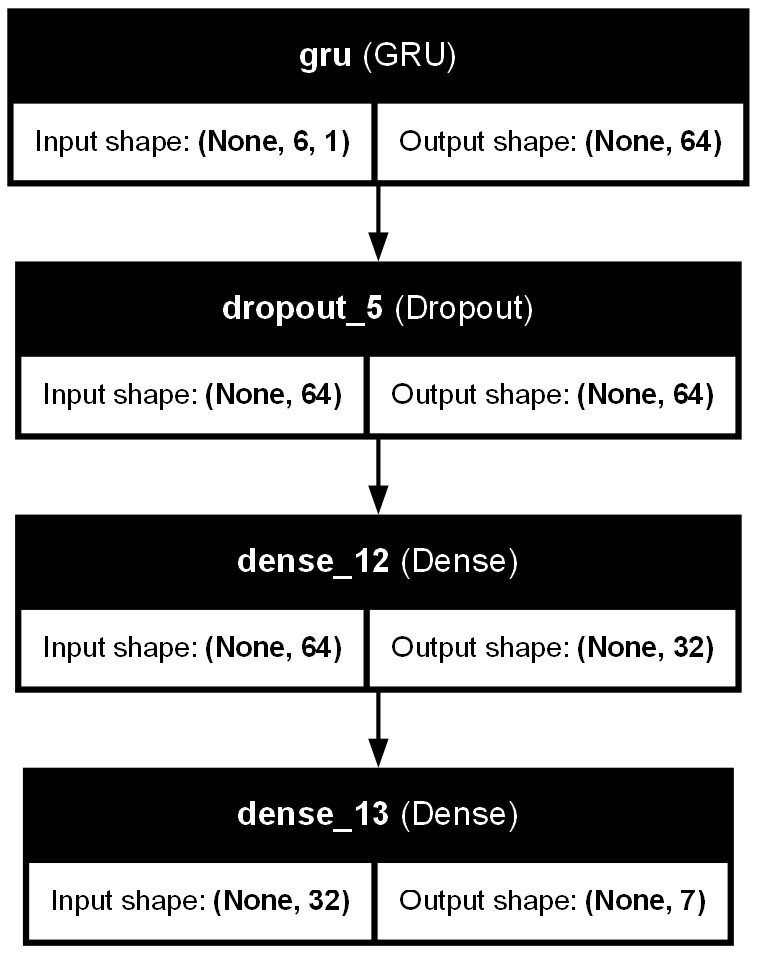 gru (GRU)
Input shape: (None, 6, 1) Output shape: (None, 64)
dropout_5 (Dropout)
Input shape: (None, 64) Output shape: (None, 64)
dense_12 (Dense)
Input shape: (None, 64) Output shape: (None, 32)
dense_13 (Dense)
Input shape: (None, 32) Output shape: (None, 7)